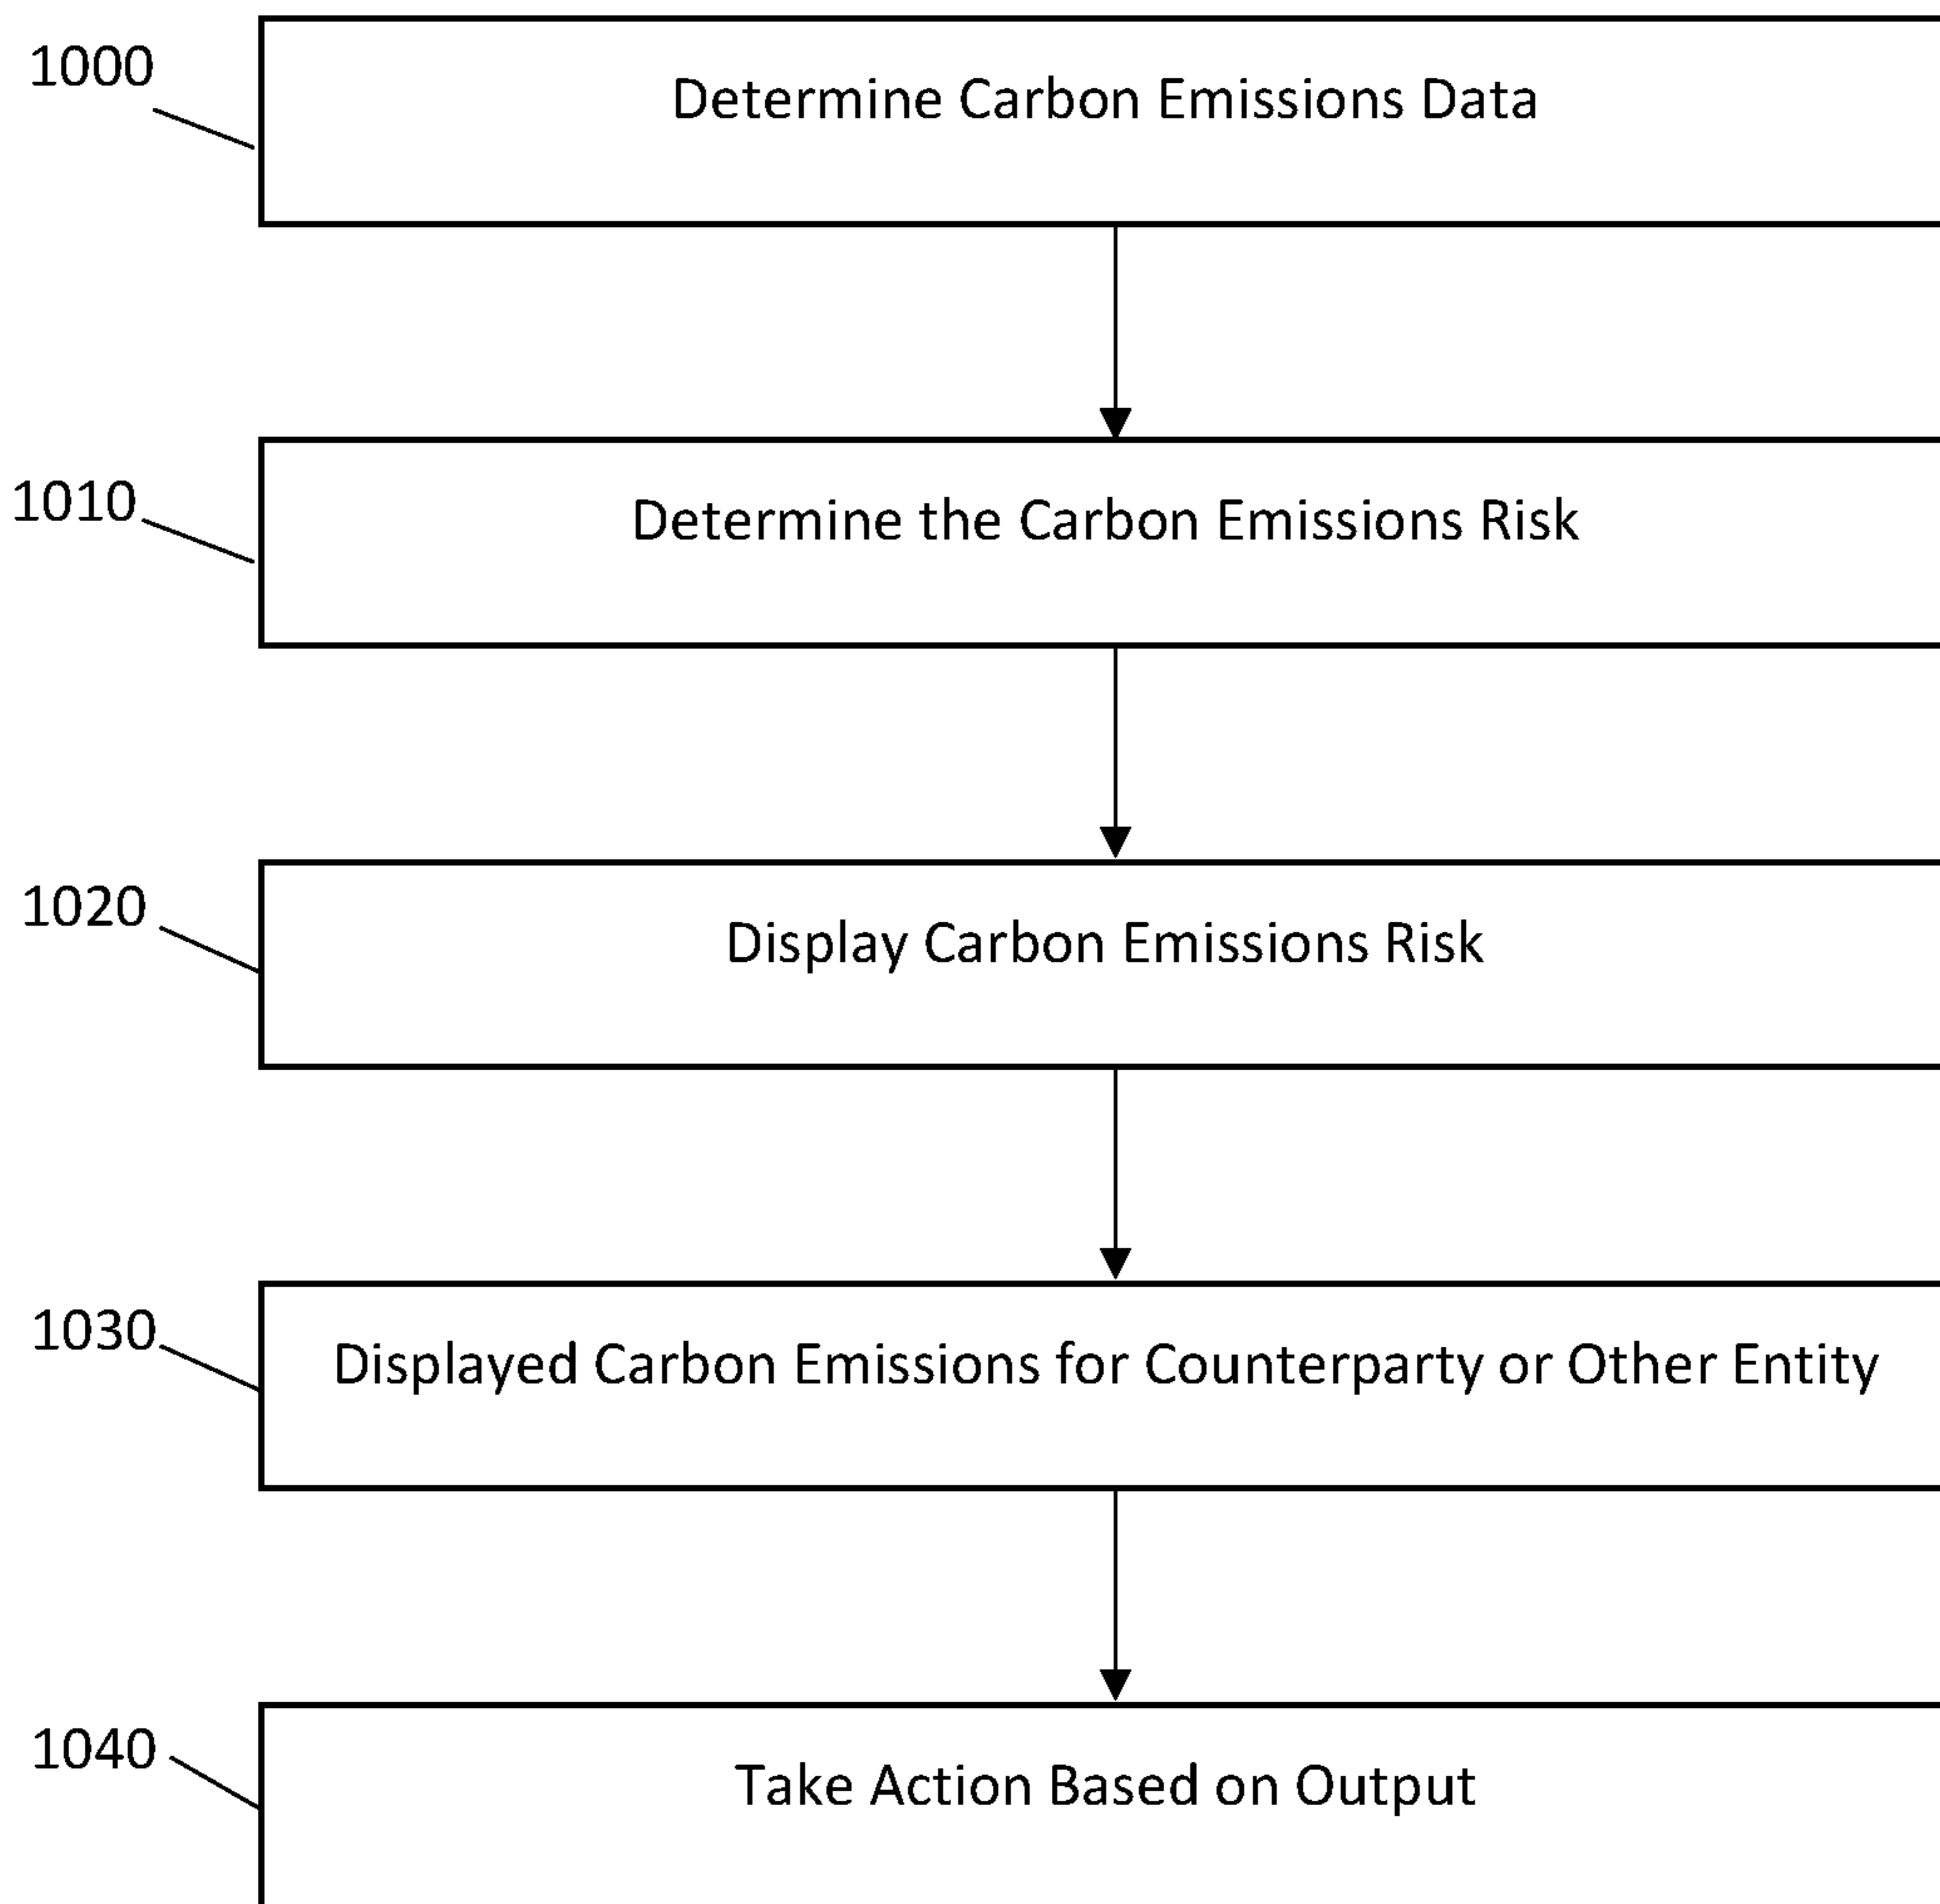 1000
Determine Carbon Emissions Data
1010
Determine the Carbon Emissions Risk
1020
Display Carbon Emissions Risk
1030
Displayed Carbon Emissions for Counterparty or Other Entity
1040
Take Action Based on Output